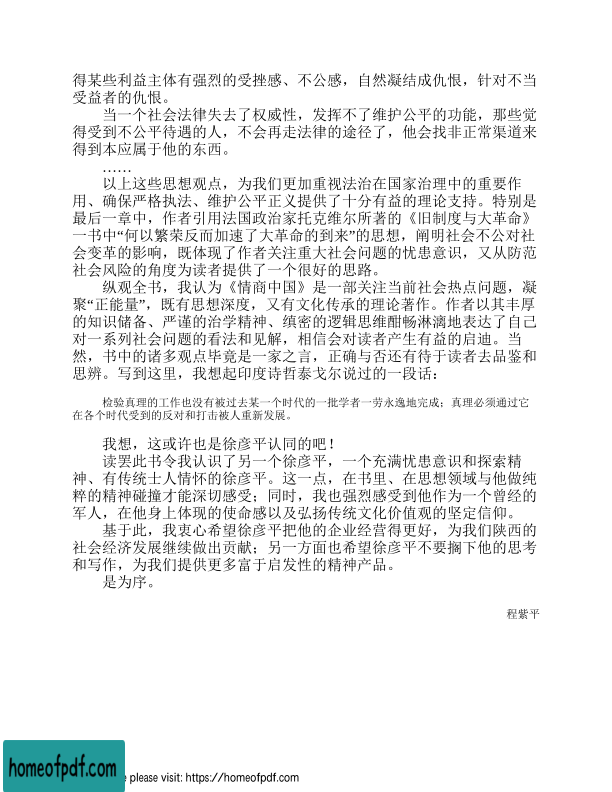 得某些利益主体有强烈的受挫感、不公感，自然凝结成仇恨，针对不当
受益者的仇恨。
当一个社会法律失去了权威性，发挥不了维护公平的功能，那些觉
得受到不公平待遇的人，不会再走法律的途径了，他会找非正常渠道来
得到本应属于他的东西。
……
以上这些思想观点，为我们更加重视法治在国家治理中的重要作
用、确保严格执法、维护公平正义提供了十分有益的理论支持。特别是
最后一章中，作者引用法国政治家托克维尔所著的《旧制度与大革命》
一书中“何以繁荣反而加速了大革命的到来”的思想，阐明社会不公对社
会变革的影响，既体现了作者关注重大社会问题的忧患意识，又从防范
社会风险的角度为读者提供了一个很好的思路。
纵观全书，我认为《情商中国》是一部关注当前社会热点问题，凝
聚“正能量”，既有思想深度，又有文化传承的理论著作。作者以其丰厚
的知识储备、严谨的治学精神、缜密的逻辑思维酣畅淋漓地表达了自己
对一系列社会问题的看法和见解，相信会对读者产生有益的启迪。当
然，书中的诸多观点毕竟是一家之言，正确与否还有待于读者去品鉴和
思辨。写到这里，我想起印度诗哲泰戈尔说过的一段话：
检验真理的工作也没有被过去某一个时代的一批学者一劳永逸地完成；真理必须通过它
在各个时代受到的反对和打击被人重新发展。
我想，这或许也是徐彦平认同的吧！
读罢此书令我认识了另一个徐彦平，一个充满忧患意识和探索精
神、有传统士人情怀的徐彦平。这一点，在书里、在思想领域与他做纯
粹的精神碰撞才能深切感受；同时，我也强烈感受到他作为一个曾经的
军人，在他身上体现的使命感以及弘扬传统文化价值观的坚定信仰。
基于此，我衷心希望徐彦平把他的企业经营得更好，为我们陕西的
社会经济发展继续做出贡献；另一方面也希望徐彦平不要搁下他的思考
和写作，为我们提供更多富于启发性的精神产品。
是为序。
程紫平
homeofpdf.com
please visit: https://homeofpdf.com